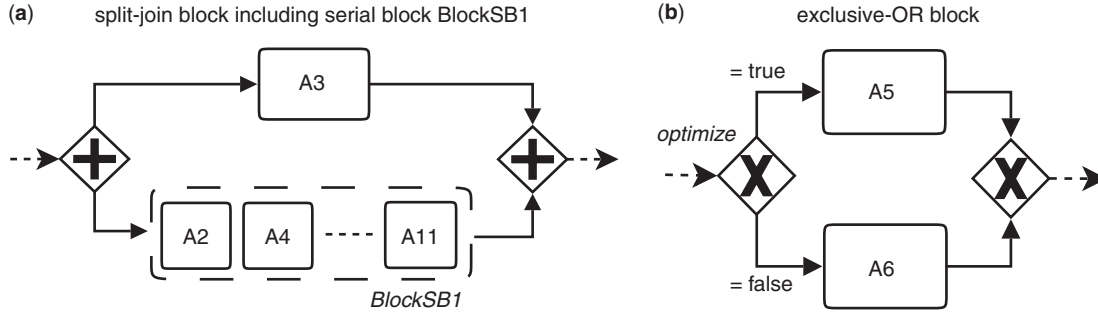 (a) split-join block including serial block BlockSB1
A3
A2 A4 A11
BlockSB1
(b) exclusive-OR block
= true
A5
optimize
X X
A6
= false